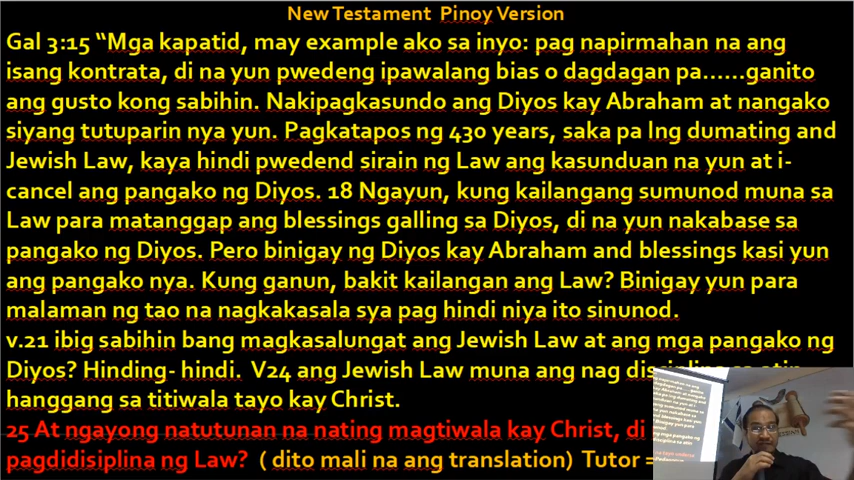 New Testament Pinoy Version
Gal 3:15 “Mga kapatid, may example ako sa inyo: pag napirmahan na ang
isang kontrata, di na yun pwedeng ipawalang bias o dagdagan pa......ganito
ang gusto kong sabihin. Nakipagkasundo ang Diyos kay Abraham at nangako
siyang tutuparin nya yun. Pagkatapos ng 430 years, saka pa lng dumating and
Jewish Law, kaya hindi pwedend sirain ng Law ang kasunduan na yun at i-
cancel ang pangako ng Diyos. 18 Ngayun, kung kailangang sumunod muna sa
Law para matanggap ang blessings galling sa Diyos, di na yun nakabase sa
pangako ng Diyos. Pero binigay ng Diyos kay Abraham and blessings kasi yun
ang pangako nya. Kung ganun, bakit kailangan ang Law? Binigay yun para
malaman ng tao na nagkakasala sya pag hindi niya ito sinunod.
v.21 ibig sabihin bang magkasalungat ang Jewish Law at ang mga pangako ng
Diyos? Hinding- hindi. V24 ang Jewish Law muna ang nag
hanggang sa titiwala tayo kay Christ.
25 At ngayong natutunan na nating magtiwala kay Christ, di
pagdidisiplina ng Law? ( dito mali na ang translation) Tutor =